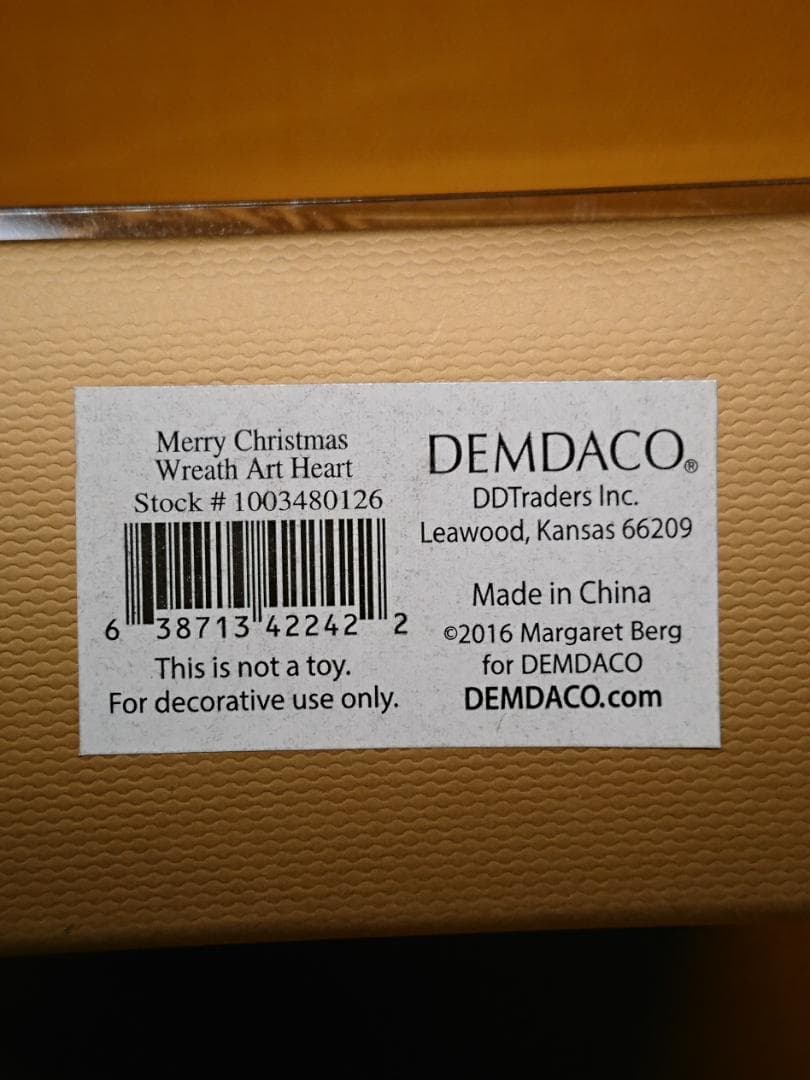 Merry Christmas
Wreath Art Heart
Stock # 1003480126
6 38713 42242 2
This is not a toy.
For decorative use only.
DEMDACO®
DDTraders Inc.
Leawood, Kansas 66209
Made in China
©2016 Margaret Berg
for DEMDACO
DEMDACO.com